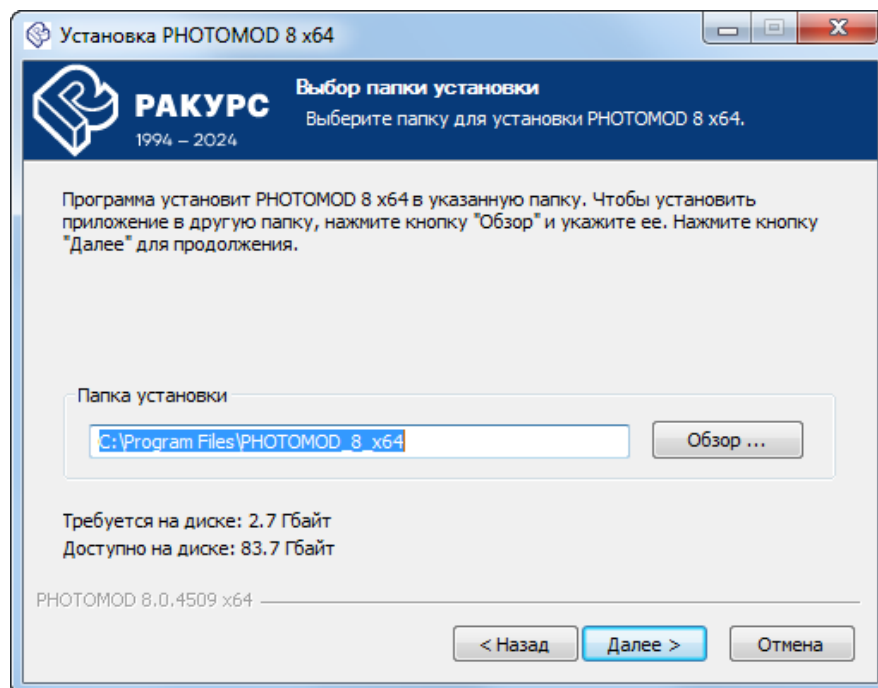 Установка PHOTOMOD 8 x64
РАКУРС
1994 – 2024
Выбор папки установки
Выберите папку для установки PHOTOMOD 8 x64.
Программа установит PHOTOMOD 8 x64 в указанную папку. Чтобы установить
приложение в другую папку, нажмите кнопку "Обзор" и укажите ее. Нажмите кнопку
"Далее" для продолжения.
Папка установки
C:\Program Files\PHOTOMOD_8_x64
Обзор ...
Требуется на диске: 2.7 Гбайт
Доступно на диске: 83.7 Гбайт
PHOTOMOD 8.0.4509 x64
< Назад
Далее >
Отмена